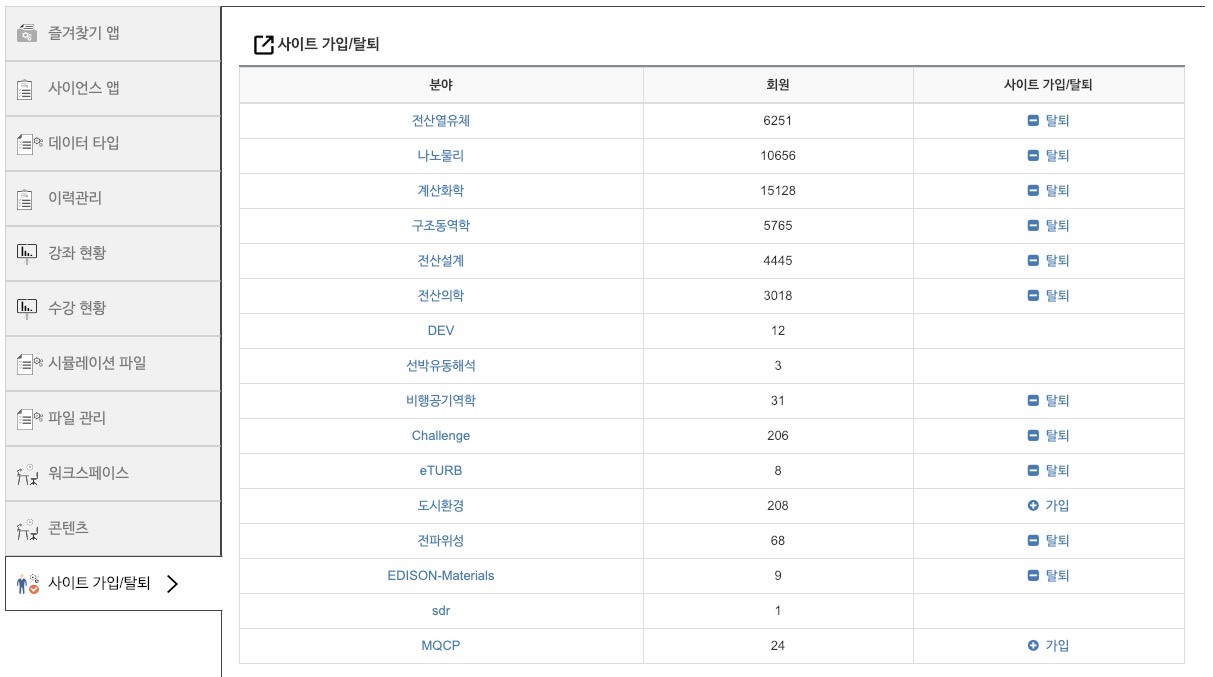 즐겨찾기 앱
사이언스 앱
데이터 타입
이력관리
강좌 현황
수강 현황
시뮬레이션 파일
파일 관리
워크스페이스
콘텐츠
사이트 가입/탈퇴
사이트 가입/탈퇴
분야 회원 사이트 가입/탈퇴
전산열유체 6251 탈퇴
나노물리 10656 탈퇴
계산화학 15128 탈퇴
구조동역학 5765 탈퇴
전산설계 4445 탈퇴
전산의학 3018 탈퇴
DEV 12
선박유동해석 3
비행공기역학 31 탈퇴
Challenge 206 탈퇴
eTURB 8 탈퇴
도시환경 208 가입
전파위성 68 탈퇴
EDISON-Materials 9 탈퇴
sdr 1
MQCP 24 가입